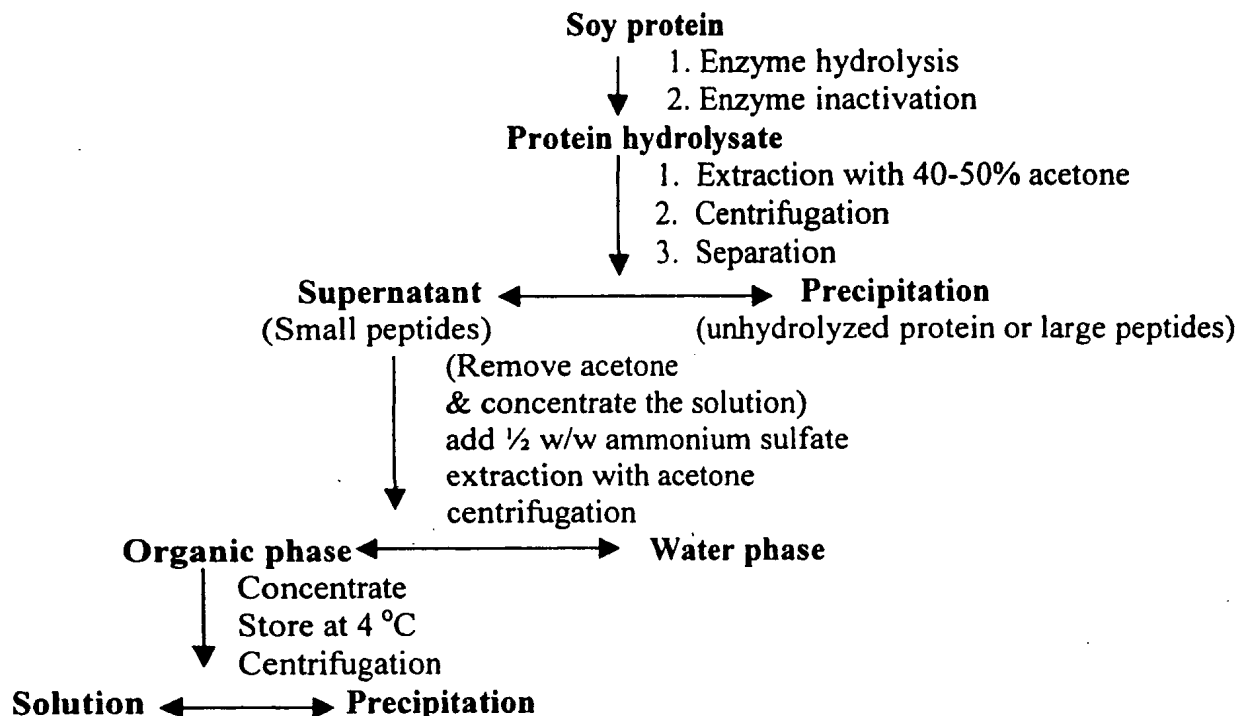 Soy protein
1. Enzyme hydrolysis
2. Enzyme inactivation
Protein hydrolysate
1. Extraction with 40-50% acetone
2. Centrifugation
3. Separation
Supernatant Precipitation
(Small peptides) (unhydrolyzed protein or large peptides)
(Remove acetone
& concentrate the solution)
add ½ w/w ammonium sulfate
extraction with acetone
centrifugation
Organic phase Water phase
Concentrate
Store at 4 °C
Centrifugation
Solution Precipitation